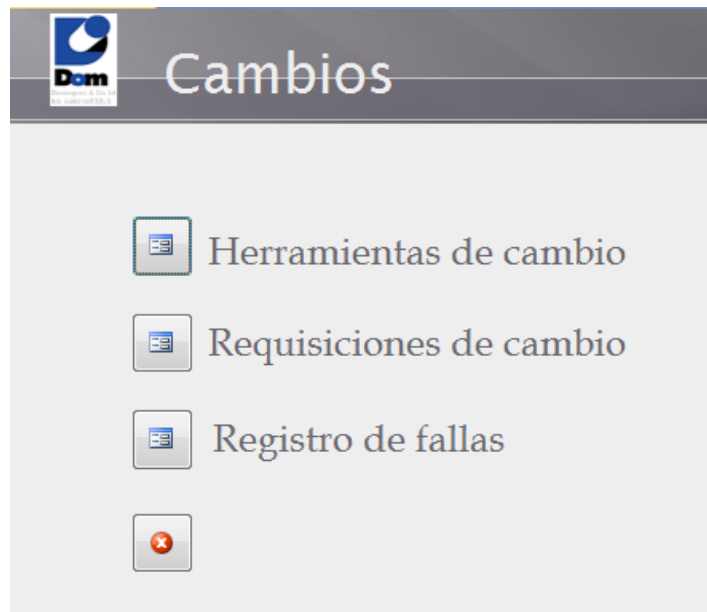 Dom
Cambios
Herramientas de cambio
Requisiciones de cambio
Registro de fallas